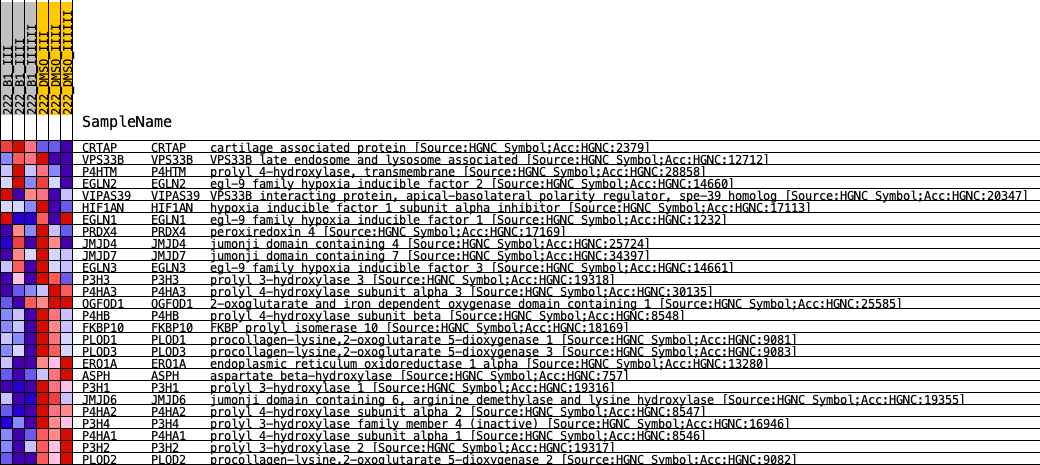 222_B1_III
222_B1_IIII
222_B1_IIIIII
222_DMSO_III
222_DMSO_IIII
222_DMSO_IIIIII
SampleName
CRTAP CRTAP cartilage associated protein [Source:HGNC Symbol;Acc:HGNC:2379]
VPS33B VPS33B VPS33B late endosome and lysosome associated [Source:HGNC Symbol;Acc:HGNC:12712]
P4HTM P4HTM prolyl 4-hydroxylase, transmembrane [Source:HGNC Symbol;Acc:HGNC:28858]
EGLN2 EGLN2 egl-9 family hypoxia inducible factor 2 [Source:HGNC Symbol;Acc:HGNC:14660]
VIPAS39 VIPAS39 VPS33B interacting protein, apical-basolateral polarity regulator, spe-39 homolog [Source:HGNC Symbol;Acc:HGNC:20347]
HIF1AN HIF1AN hypoxia inducible factor 1 subunit alpha inhibitor [Source:HGNC Symbol;Acc:HGNC:17113]
EGLN1 EGLN1 egl-9 family hypoxia inducible factor 1 [Source:HGNC Symbol;Acc:HGNC:1232]
PRDX4 PRDX4 peroxiredoxin 4 [Source:HGNC Symbol;Acc:HGNC:17169]
JMJD4 JMJD4 jumonji domain containing 4 [Source:HGNC Symbol;Acc:HGNC:25724]
JMJD7 JMJD7 jumonji domain containing 7 [Source:HGNC Symbol;Acc:HGNC:34397]
EGLN3 EGLN3 egl-9 family hypoxia inducible factor 3 [Source:HGNC Symbol;Acc:HGNC:14661]
P3H3 P3H3 prolyl 3-hydroxylase 3 [Source:HGNC Symbol;Acc:HGNC:19318]
P4HA3 P4HA3 prolyl 4-hydroxylase subunit alpha 3 [Source:HGNC Symbol;Acc:HGNC:30135]
OGFOD1 OGFOD1 2-oxoglutarate and iron dependent oxygenase domain containing 1 [Source:HGNC Symbol;Acc:HGNC:25585]
P4HB P4HB prolyl 4-hydroxylase subunit beta [Source:HGNC Symbol;Acc:HGNC:8548]
FKBP10 FKBP10 FKBP prolyl isomerase 10 [Source:HGNC Symbol;Acc:HGNC:18169]
PLOD1 PLOD1 procollagen-lysine,2-oxoglutarate 5-dioxygenase 1 [Source:HGNC Symbol;Acc:HGNC:9081]
PLOD3 PLOD3 procollagen-lysine,2-oxoglutarate 5-dioxygenase 3 [Source:HGNC Symbol;Acc:HGNC:9083]
ERO1A ERO1A endoplasmic reticulum oxidoreductase 1 alpha [Source:HGNC Symbol;Acc:HGNC:13280]
ASPH ASPH aspartate beta-hydroxylase [Source:HGNC Symbol;Acc:HGNC:757]
P3H1 P3H1 prolyl 3-hydroxylase 1 [Source:HGNC Symbol;Acc:HGNC:19316]
JMJD6 JMJD6 jumonji domain containing 6, arginine demethylase and lysine hydroxylase [Source:HGNC Symbol;Acc:HGNC:19355]
P4HA2 P4HA2 prolyl 4-hydroxylase subunit alpha 2 [Source:HGNC Symbol;Acc:HGNC:8547]
P3H4 P3H4 prolyl 3-hydroxylase family member 4 (inactive) [Source:HGNC Symbol;Acc:HGNC:16946]
P4HA1 P4HA1 prolyl 4-hydroxylase subunit alpha 1 [Source:HGNC Symbol;Acc:HGNC:8546]
P3H2 P3H2 prolyl 3-hydroxylase 2 [Source:HGNC Symbol;Acc:HGNC:19317]
PLOD2 PLOD2 procollagen-lysine,2-oxoglutarate 5-dioxygenase 2 [Source:HGNC Symbol;Acc:HGNC:9082]